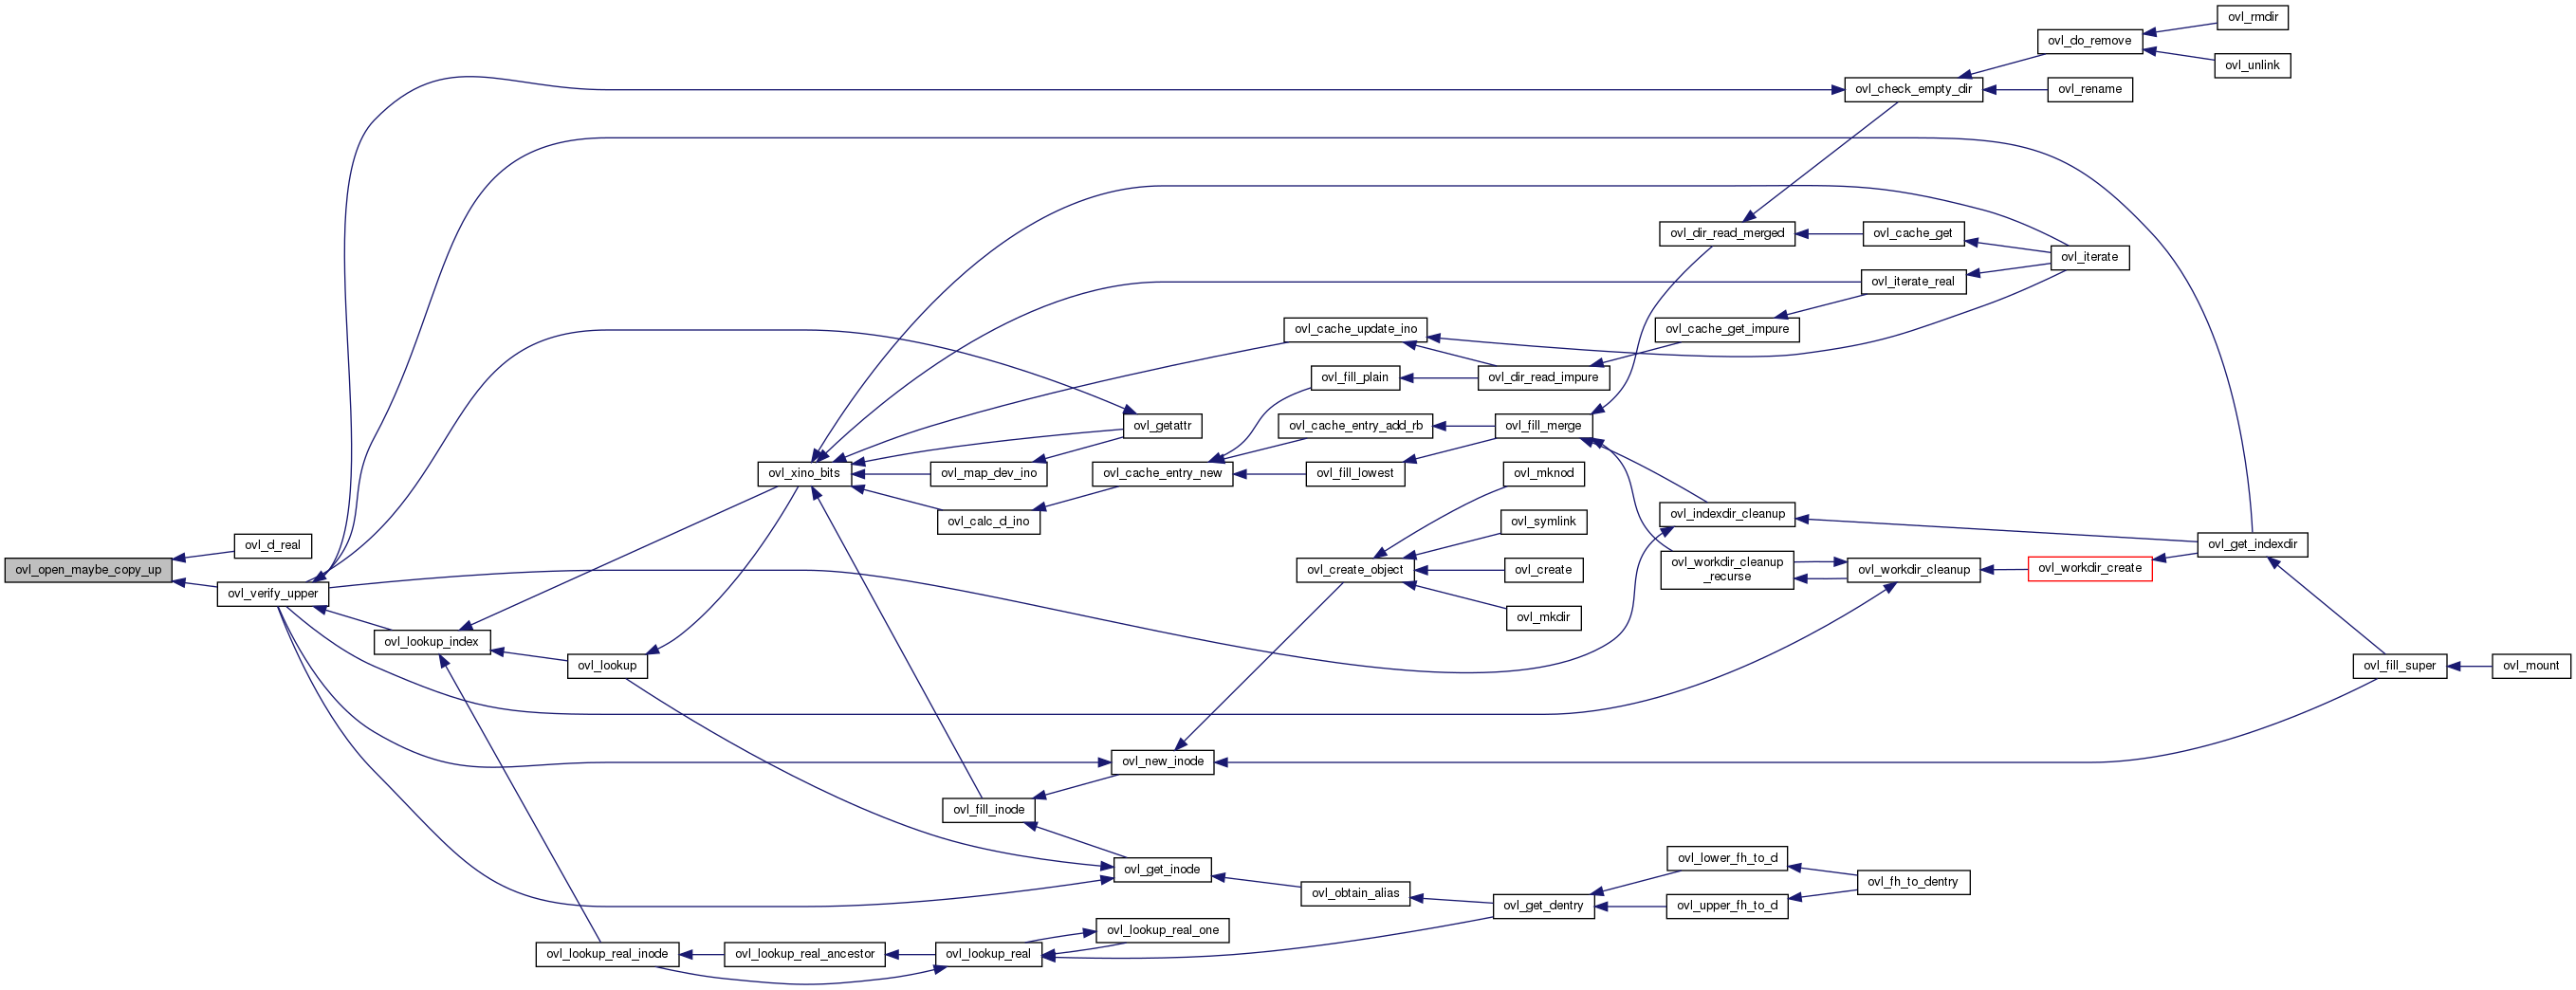 ovl_rmdir
ovl_do_remove
ovl_unlink
ovl_check_empty_dir
ovl_rename
ovl_dir_read_merged
ovl_cache_get
ovl_iterate
ovl_iterate_real
ovl_cache_update_ino
ovl_cache_get_impure
ovl_fill_plain
ovl_dir_read_impure
ovl_getattr
ovl_cache_entry_add_rb
ovl_fill_merge
ovl_xino_bits
ovl_map_dev_ino
ovl_cache_entry_new
ovl_fill_lowest
ovl_mknod
ovl_calc_d_ino
ovl_symlink
ovl_indexdir_cleanup
ovl_d_real
ovl_get_indexdir
ovl_open_maybe_copy_up
ovl_create_object
ovl_create
ovl_workdir_cleanup
_recurse
ovl_workdir_cleanup
ovl_workdir_create
ovl_verify_upper
ovl_mkdir
ovl_lookup_index
ovl_lookup
ovl_fill_super
ovl_mount
ovl_new_inode
ovl_fill_inode
ovl_get_inode
ovl_lower_fh_to_d
ovl_obtain_alias
ovl_fh_to_dentry
ovl_get_dentry
ovl_upper_fh_to_d
ovl_lookup_real_one
ovl_lookup_real_inode
ovl_lookup_real_ancestor
ovl_lookup_real